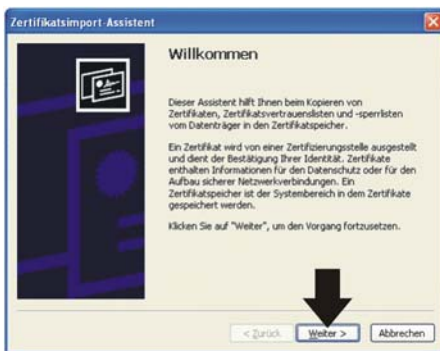 Zertifikatsimport-Assistent
Willkommen
Dieser Assistent hilft Ihnen beim Kopieren von
Zertifikaten, Zertifikatsvertrauenslisten und -sperrlisten
vom Datenträger in den Zertifikatspeicher.
Ein Zertifikat wird von einer Zertifizierungsstelle ausgestellt
und dient der Bestätigung Ihrer Identität. Zertifikate
enthalten Informationen für den Datenschutz oder für den
Aufbau sicherer Netzwerkverbindungen. Ein
Zertifikatspeicher ist der Systembereich in dem Zertifikate
gespeichert werden.
Klicken Sie auf "Weiter", um den Vorgang fortzusetzen.
< Zurück Weiter > Abbrechen